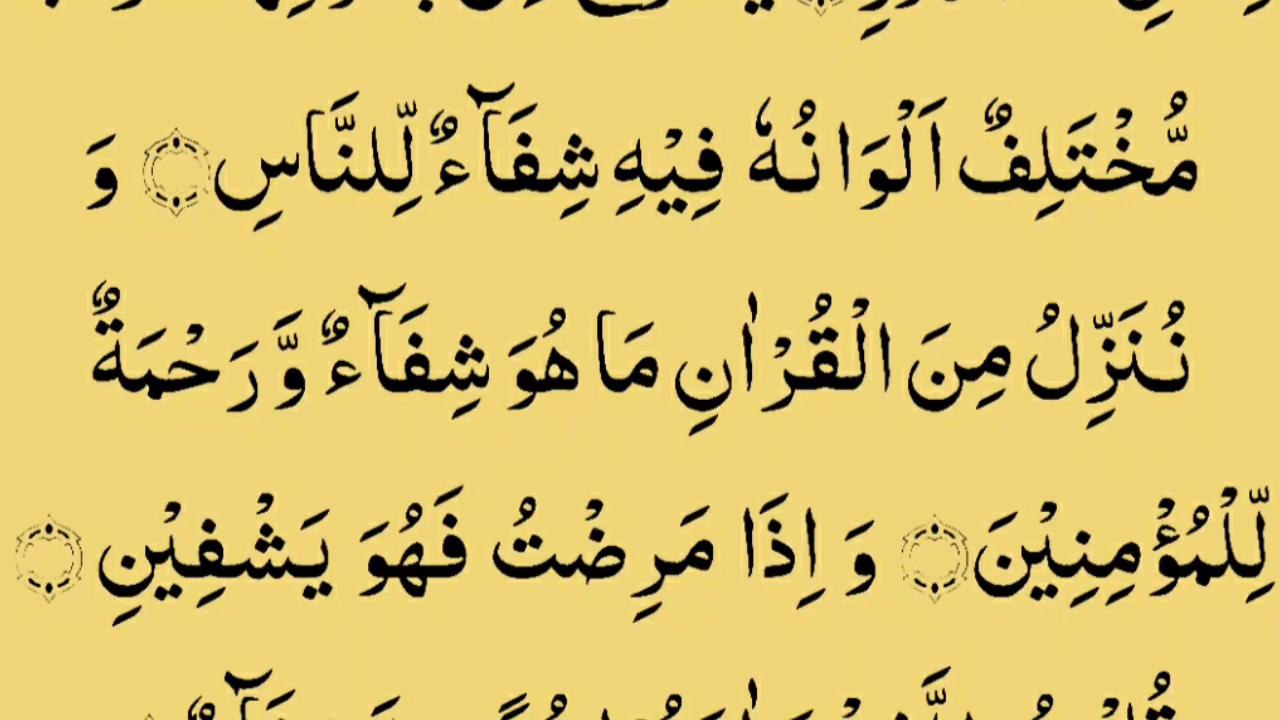 مُّخْتَلِفٌ اَلْوَانُهٗ فِیْهِ شِفَآءٌ لِّلنَّاسِ ۝ وَ
نُنَزِّلُ مِنَ الْقُرْاٰنِ مَا هُوَ شِفَآءٌ وَّ رَحْمَةٌ
لِّلْمُؤْمِنِیْنَ ۝ وَ اِذَا مَرِضْتُ فَهُوَ یَشْفِیْنِ ۝